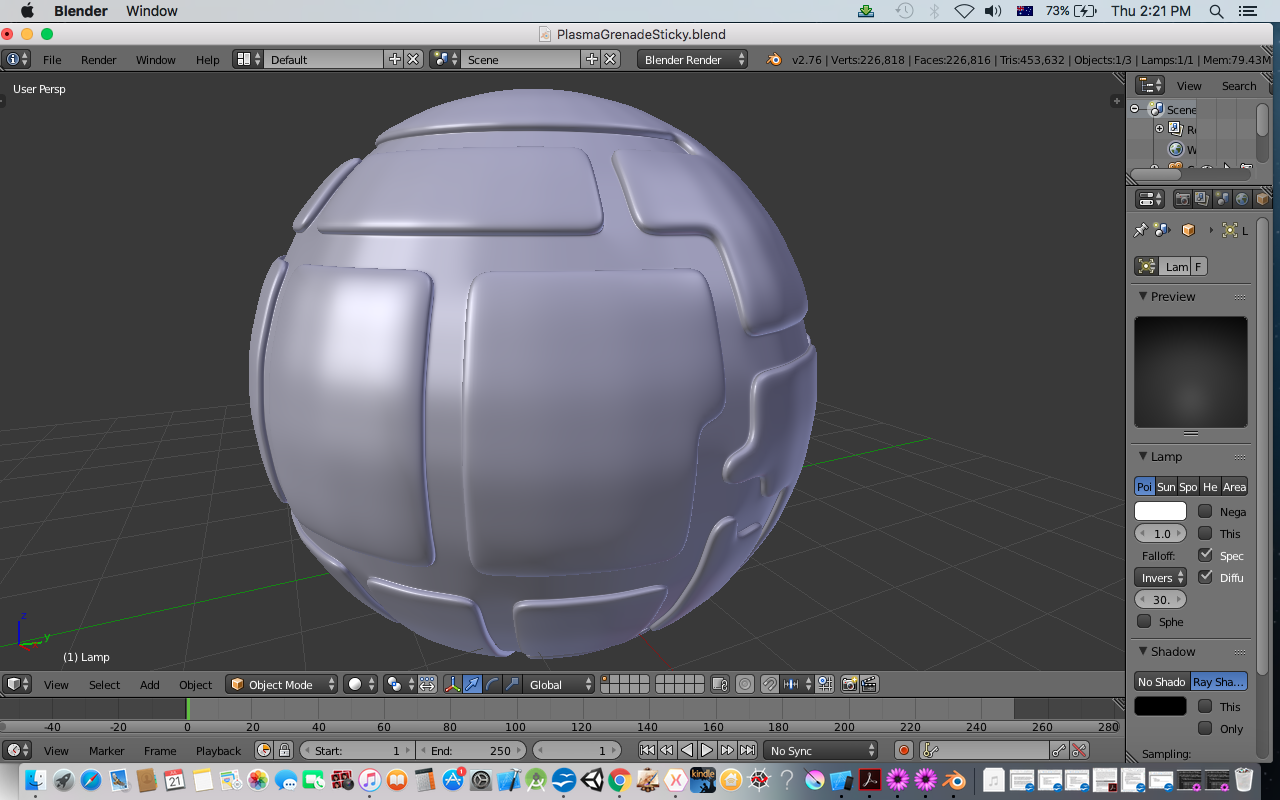 Blender Window 73% Thu 2:21 PM
PlasmaGrenadeSticky.blend
File Render Window Help Default Scene Blender Render v2.76 | Verts:226,818 | Faces:226,816 | Tris:453,632 | Objects:1/3 | Lamps:1/1 | Mem:79.43M
User Persp
View Search
Scene
R
W
L
Lam F
Preview
Lamp
Poi Sun Spo He Area
Nega
1.0 This
Falloff: Spec
Invers Diffu
30.
Sphe
Shadow
No Shado Ray Sha...
This
Only
Sampling:
z
y
(1) Lamp
View Select Add Object Object Mode Global
-40 -20 0 20 40 60 80 100 120 140 160 180 200 220 240 260 280
View Marker Frame Playback Start: 1 End: 250 1 No Sync
21
kindle